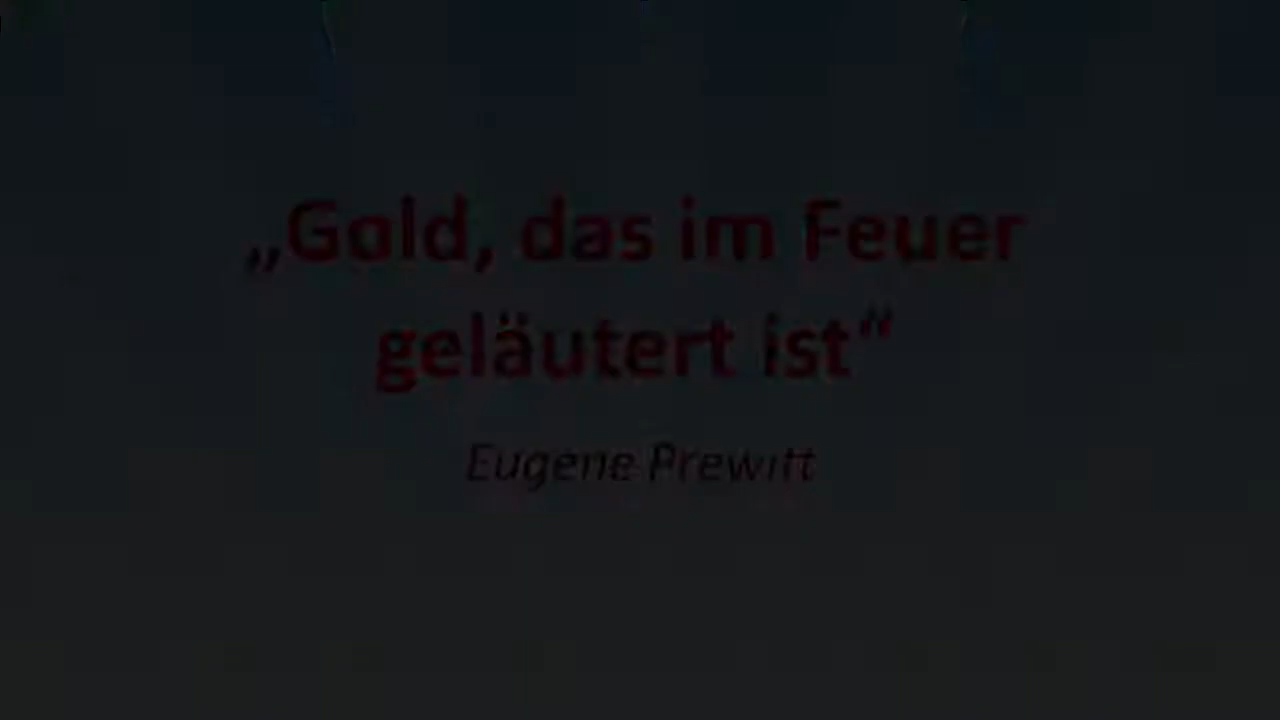 „Gold, das im Feuer
geläutert ist“
Eugene Prewitt